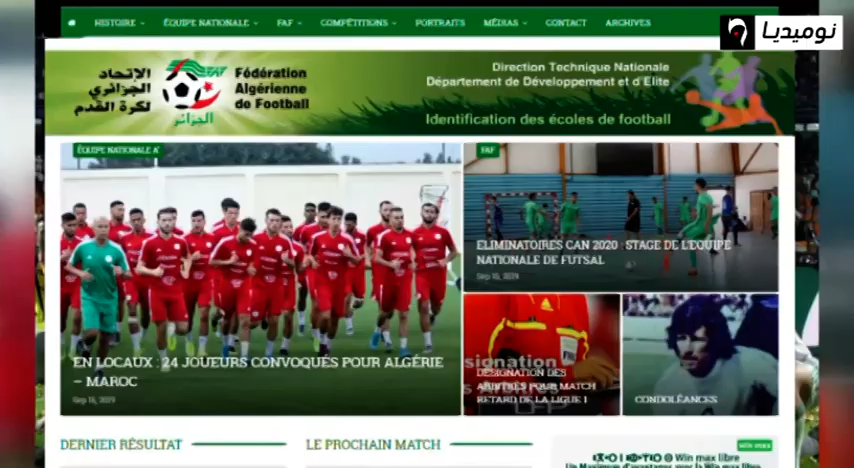 HISTOIRE
ÉQUIPE NATIONALE
FAF
COMPÉTITIONS
PORTRAITS
MÉDIAS
CONTACT
ARCHIVES
نوميديا
الإتحاد
الجزائري
لكرة القدم
الجزائر
Fédération
Algérienne
de Football
Direction Technique Nationale
Département de Développement et d'Elite
Identification des écoles de football
ÉQUIPE NATIONALE A'
EN LOCAUX : 24 JOUEURS CONVOQUÉS POUR ALGÉRIE
– MAROC
Sep 16, 2019
FAF
ELIMINATOIRES CAN 2020 : STAGE DE L'EQUIPE
NATIONALE DE FUTSAL
Sep 15, 2019
DÉSIGNATION DES
ARBITRES POUR MATCH
RETARD DE LA LIGUE 1
CONDOLÉANCES
DERNIER RÉSULTAT
LE PROCHAIN MATCH
Win max libre